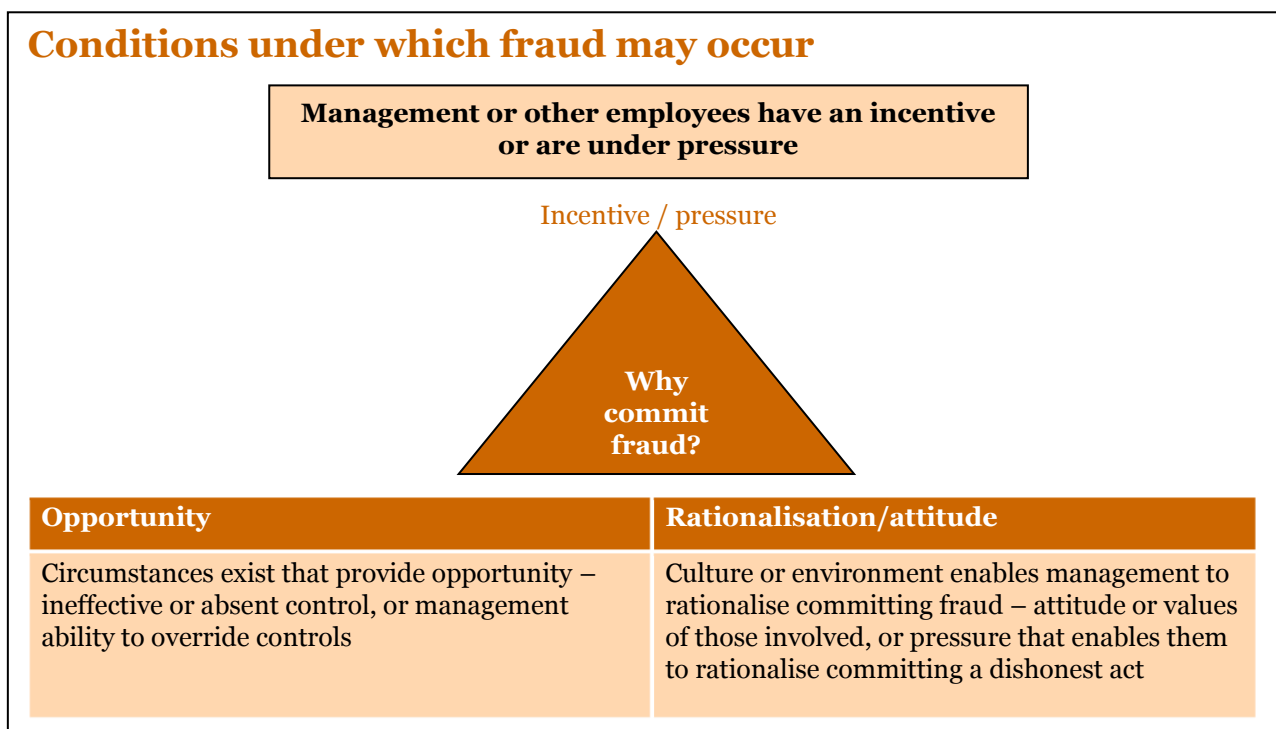 Conditions under which fraud may occur
Management or other employees have an incentive
or are under pressure
Incentive / pressure
Why
commit
fraud?
Opportunity
Circumstances exist that provide opportunity –
ineffective or absent control, or management
ability to override controls
Rationalisation/attitude
Culture or environment enables management to
rationalise committing fraud – attitude or values
of those involved, or pressure that enables them
to rationalise committing a dishonest act